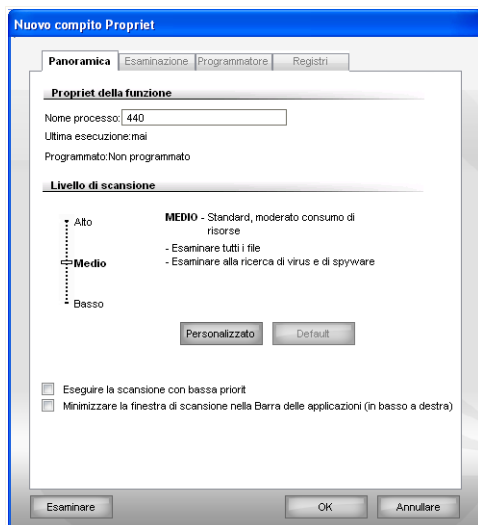 Nuovo compito Propriet
Panoramica Esaminazione Programmatore Registri
Propriet della funzione
Nome processo: 440
Ultima esecuzione:mai
Programmato:Non programmato
Livello di scansione
Alto
Medio
Basso
MEDIO - Standard, moderato consumo di
risorse
- Esaminare tutti i file
- Esaminare alla ricerca di virus e di spyware
Personalizzato Default
Eseguire la scansione con bassa priorit
Minimizzare la finestra di scansione nella Barra delle applicazioni (in basso a destra)
Esaminare OK Annullare